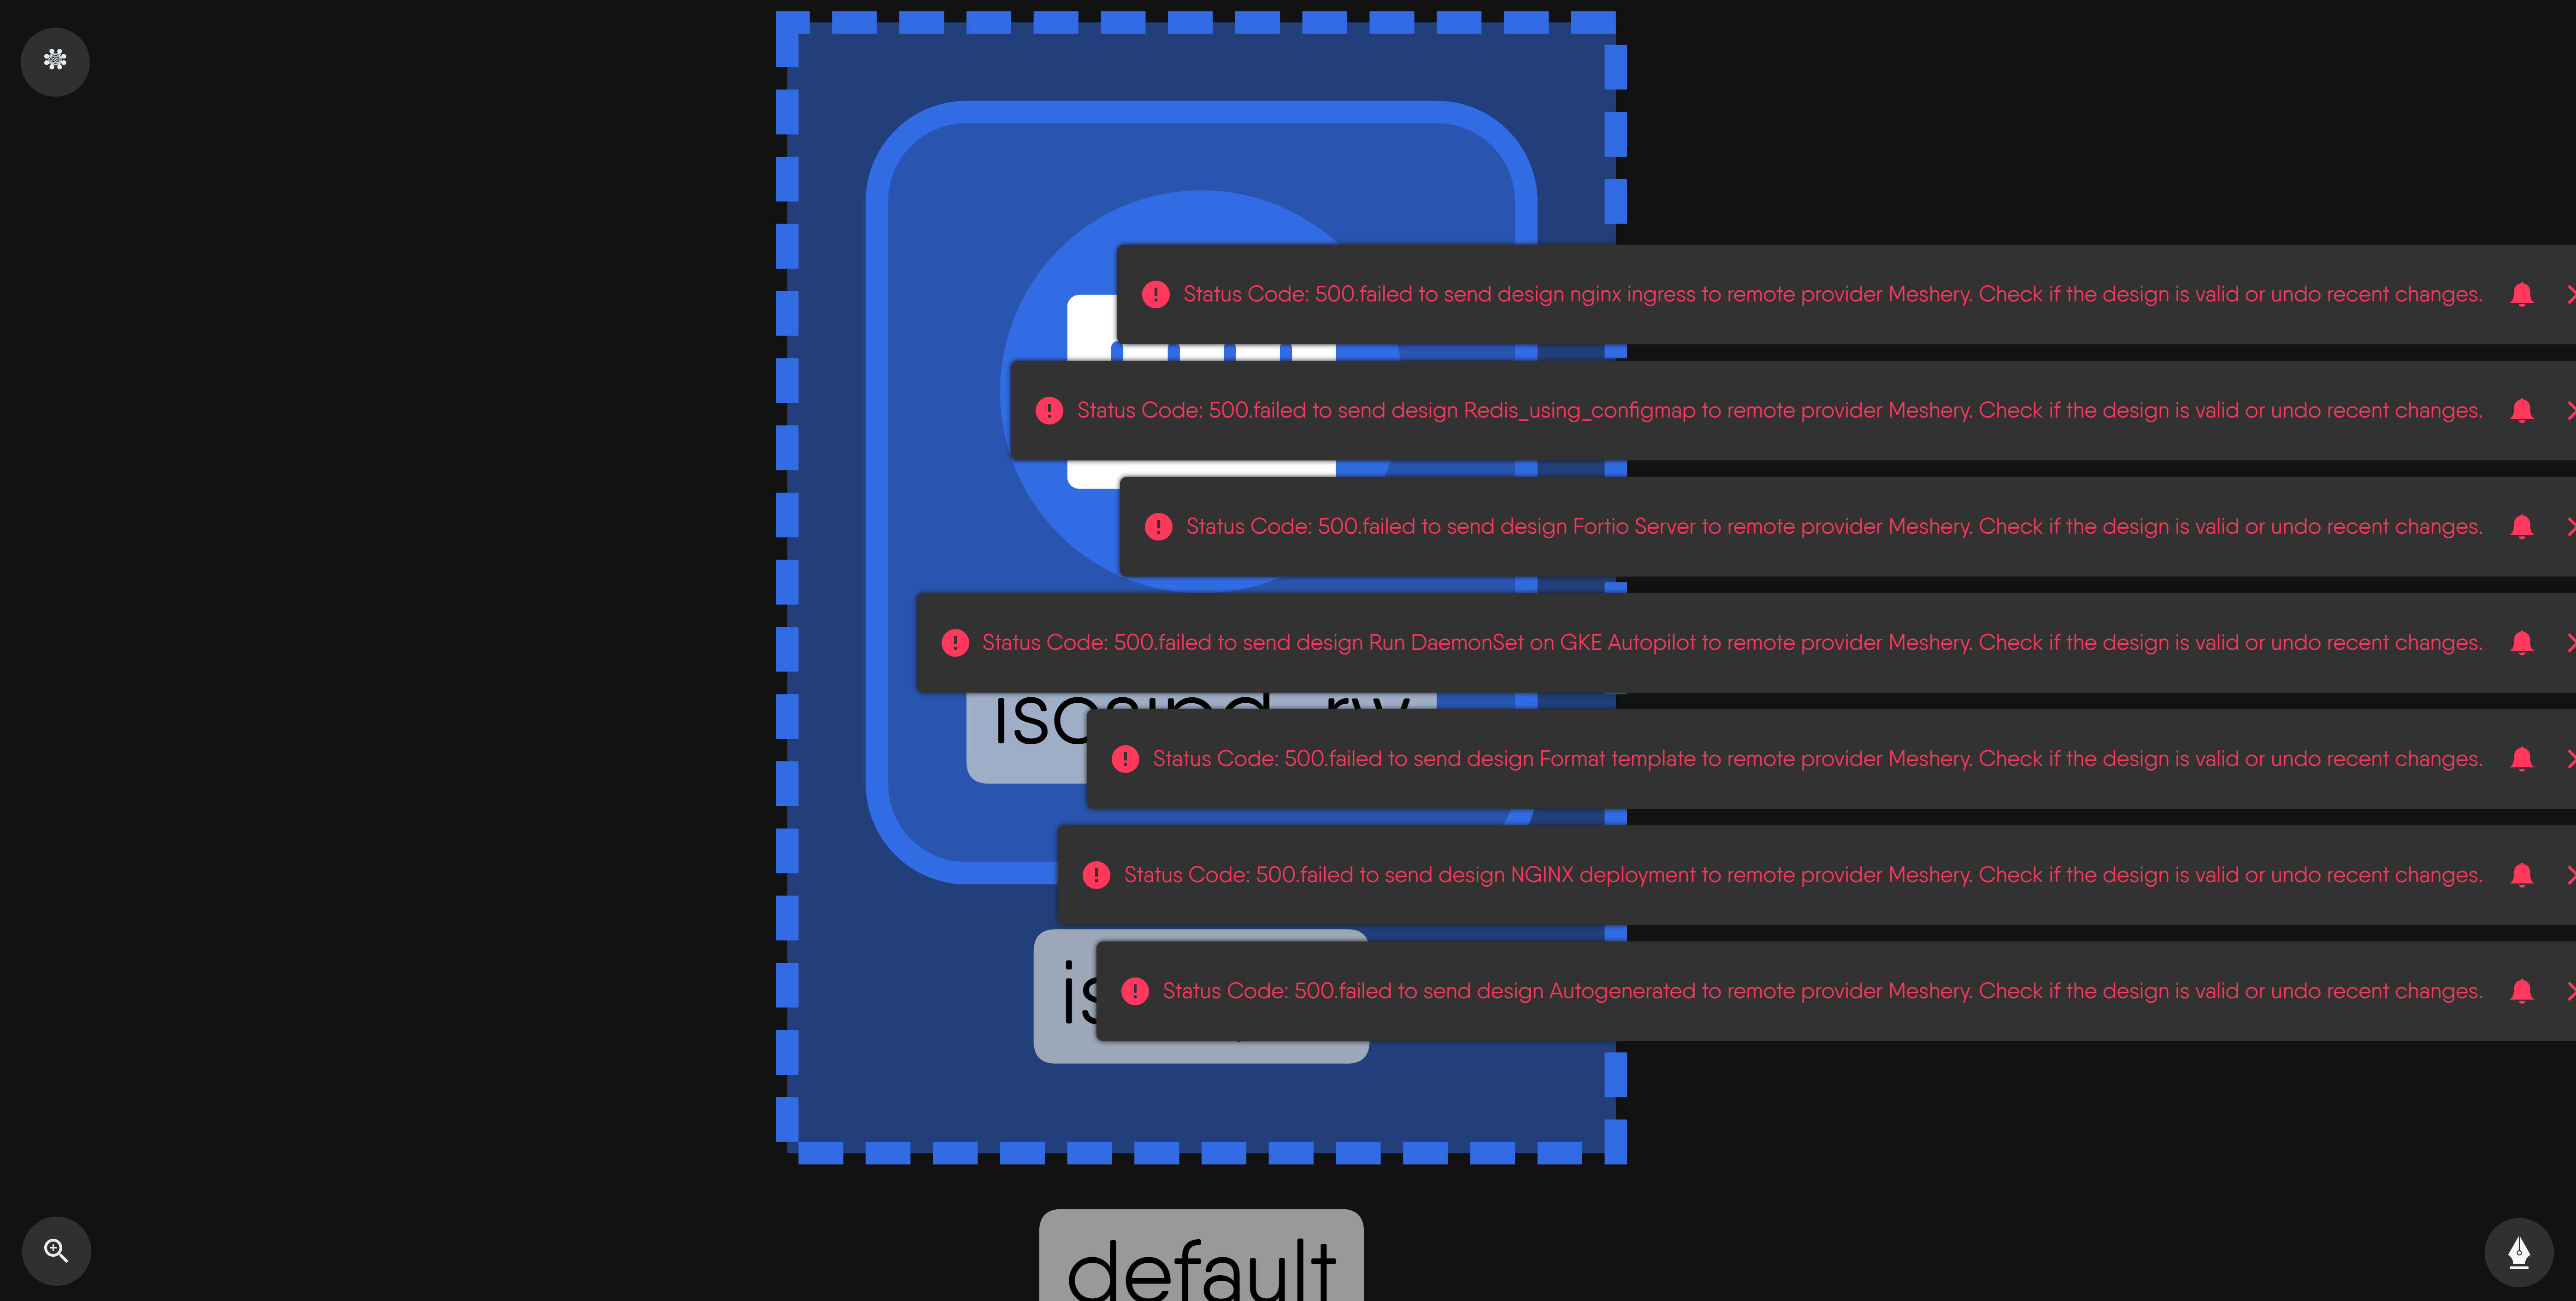 Status Code: 500.failed to send design nginx ingress to remote provider Meshery. Check if the design is valid or undo recent changes.
Status Code: 500.failed to send design Redis_using_configmap to remote provider Meshery. Check if the design is valid or undo recent changes.
Status Code: 500.failed to send design Fortio Server to remote provider Meshery. Check if the design is valid or undo recent changes.
Status Code: 500.failed to send design Run DaemonSet on GKE Autopilot to remote provider Meshery. Check if the design is valid or undo recent changes.
Status Code: 500.failed to send design Format template to remote provider Meshery. Check if the design is valid or undo recent changes.
Status Code: 500.failed to send design NGINX deployment to remote provider Meshery. Check if the design is valid or undo recent changes.
Status Code: 500.failed to send design Autogenerated to remote provider Meshery. Check if the design is valid or undo recent changes.
default